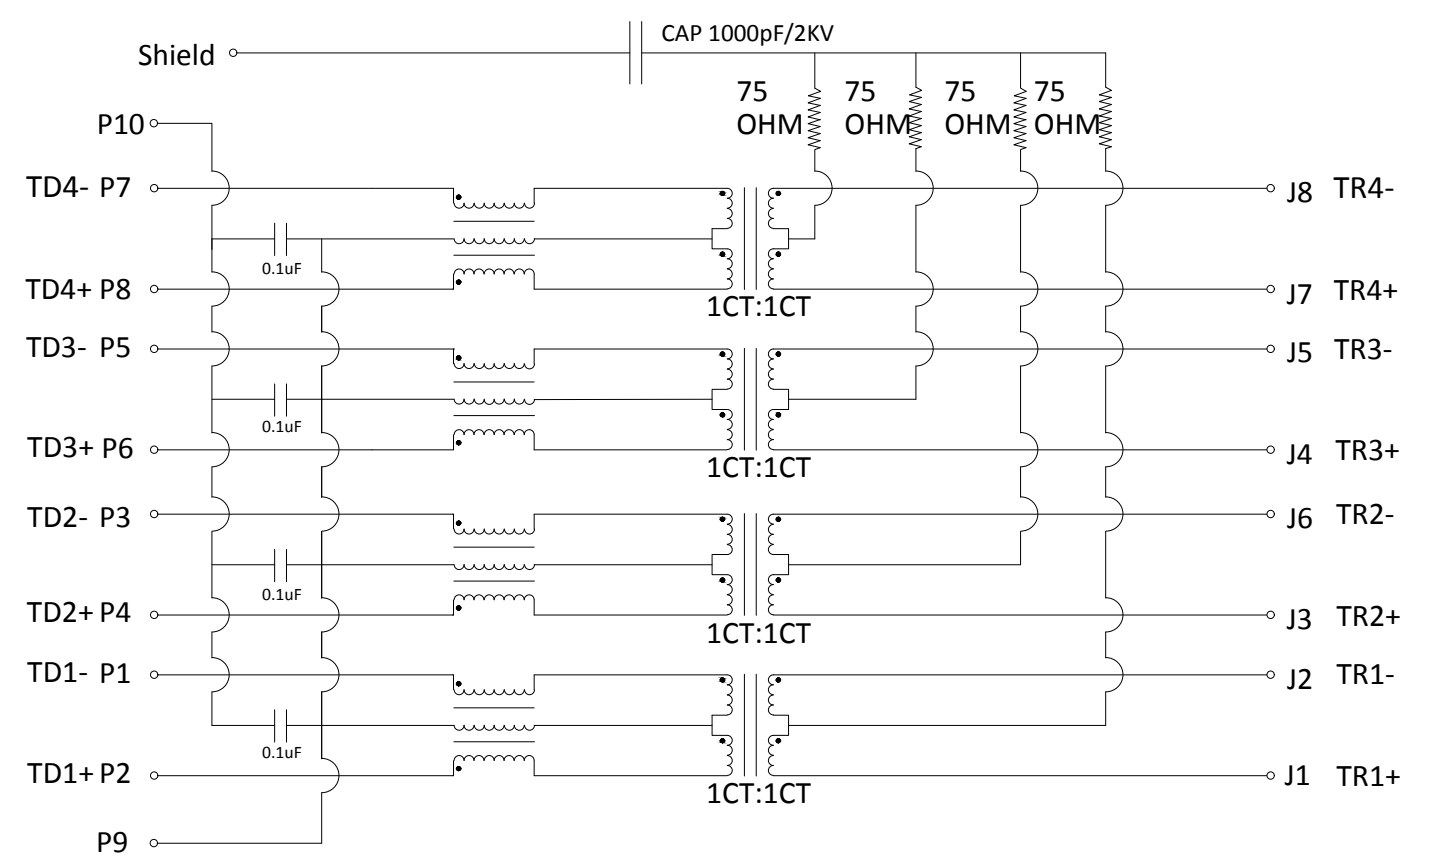 CAP 1000pF/2KV
Shield
75 75 75 75
OHM OHM OHM OHM
P10
TD4- P7 J8 TR4-
0.1uF
TD4+ P8 J7 TR4+
1CT:1CT
TD3- P5 J5 TR3-
0.1uF
TD3+ P6 J4 TR3+
1CT:1CT
TD2- P3 J6 TR2-
0.1uF
TD2+ P4 J3 TR2+
1CT:1CT
TD1- P1 J2 TR1-
0.1uF
TD1+ P2 J1 TR1+
1CT:1CT
P9